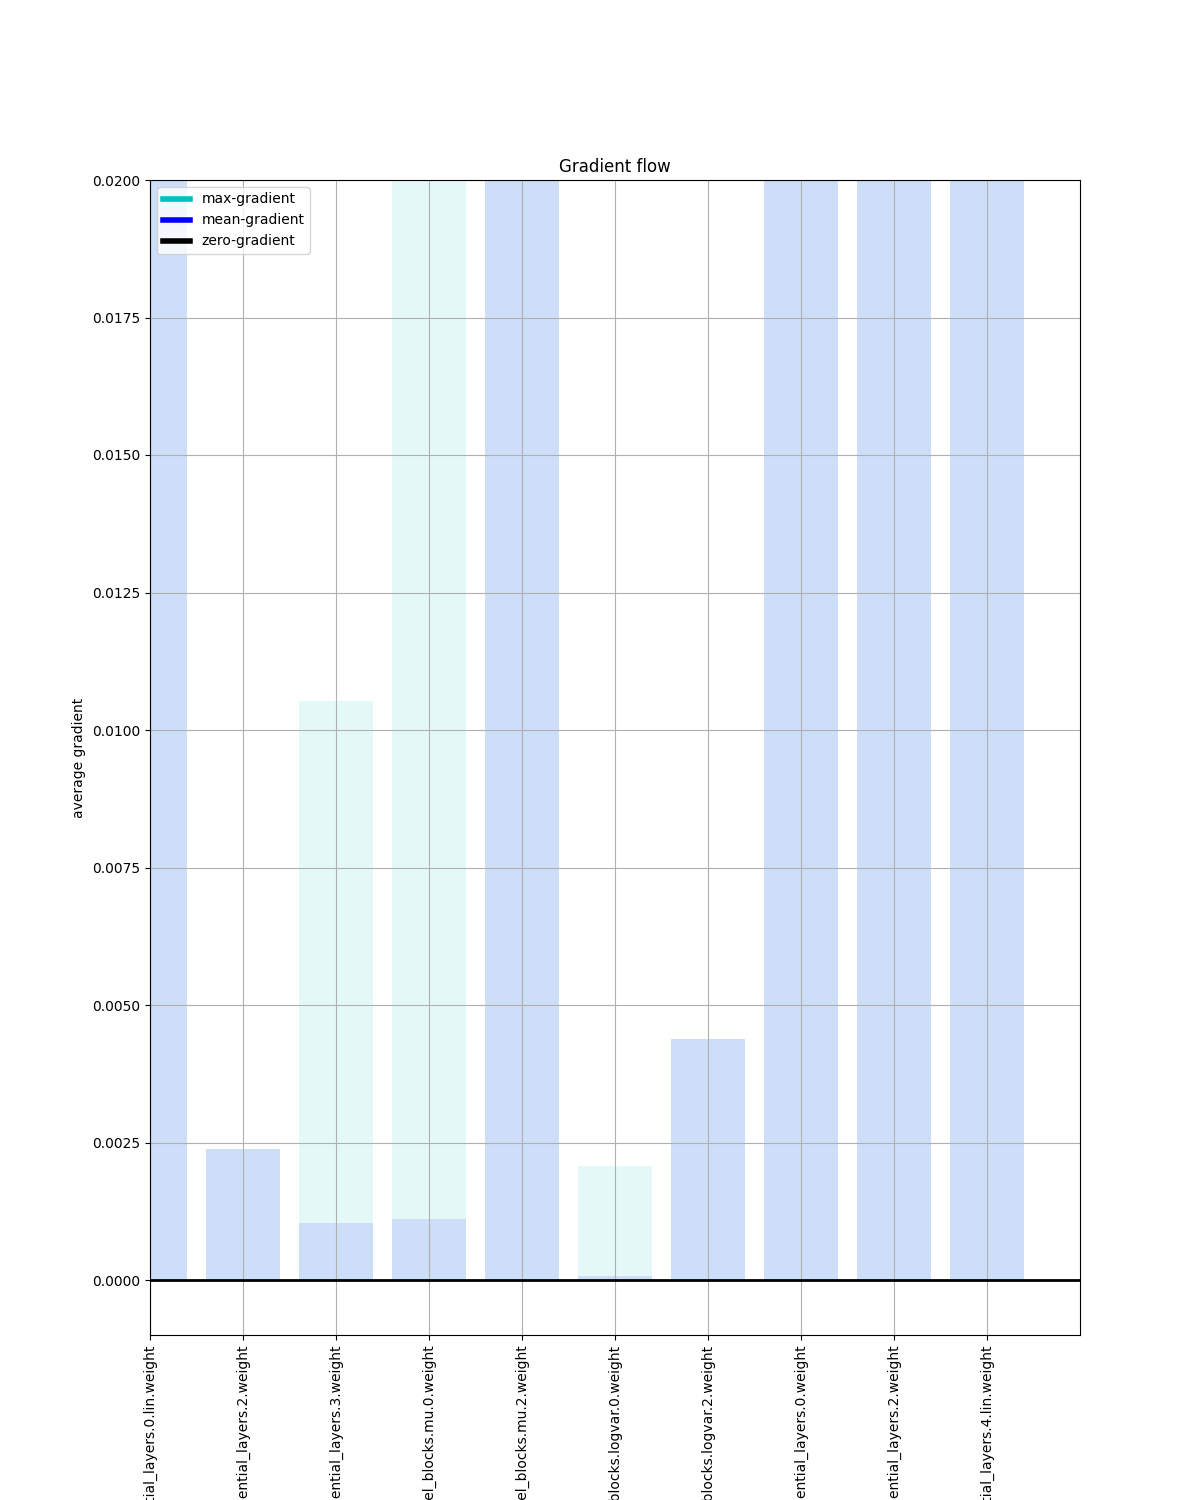 Gradient flow
max-gradient
mean-gradient
zero-gradient
average gradient
0.0200
0.0175
0.0150
0.0125
0.0100
0.0075
0.0050
0.0025
0.0000
tial_layers.0.lin.weight
ential_layers.2.weight
ential_layers.3.weight
el_blocks.mu.0.weight
el_blocks.mu.2.weight
blocks.logvar.0.weight
blocks.logvar.2.weight
ential_layers.0.weight
ential_layers.2.weight
tial_layers.4.lin.weight